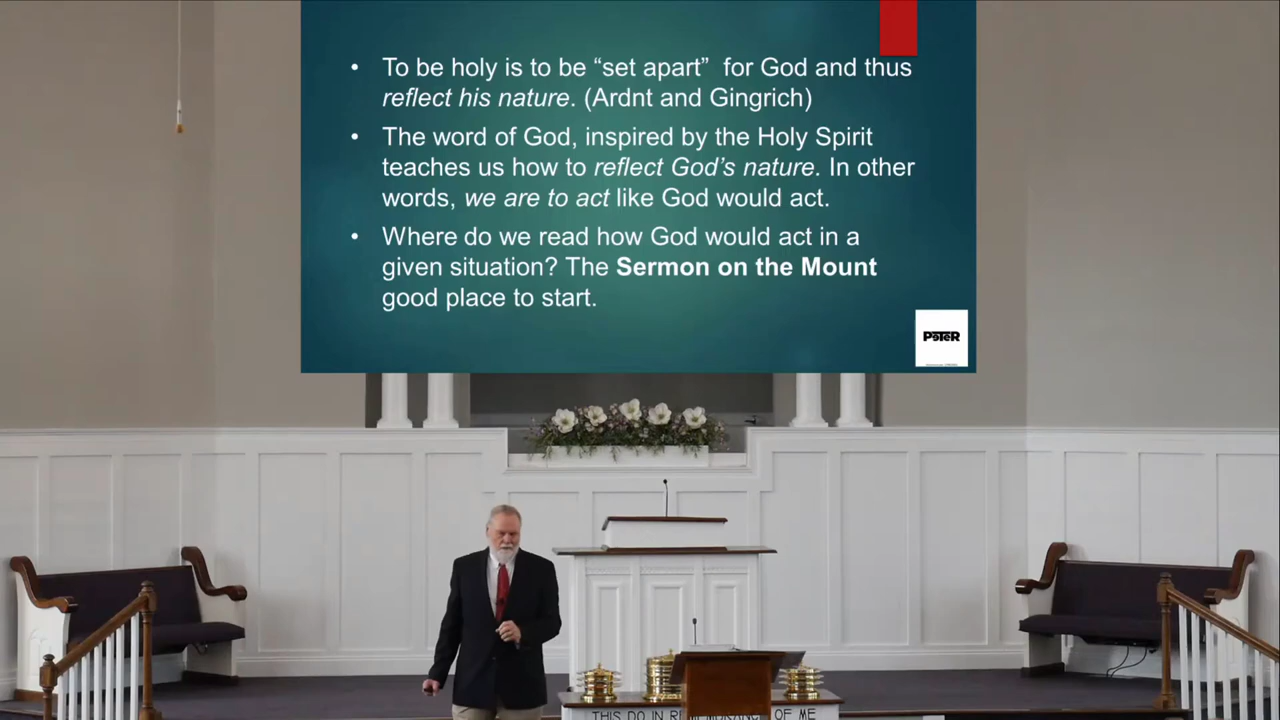 • To be holy is to be “set apart”  for God and thus
reflect his nature. (Ardnt and Gingrich)
• The word of God, inspired by the Holy Spirit
teaches us how to reflect God’s nature. In other
words, we are to act like God would act.
• Where do we read how God would act in a
given situation? The Sermon on the Mount
good place to start.
PeTeR
THIS DO IN OF ME